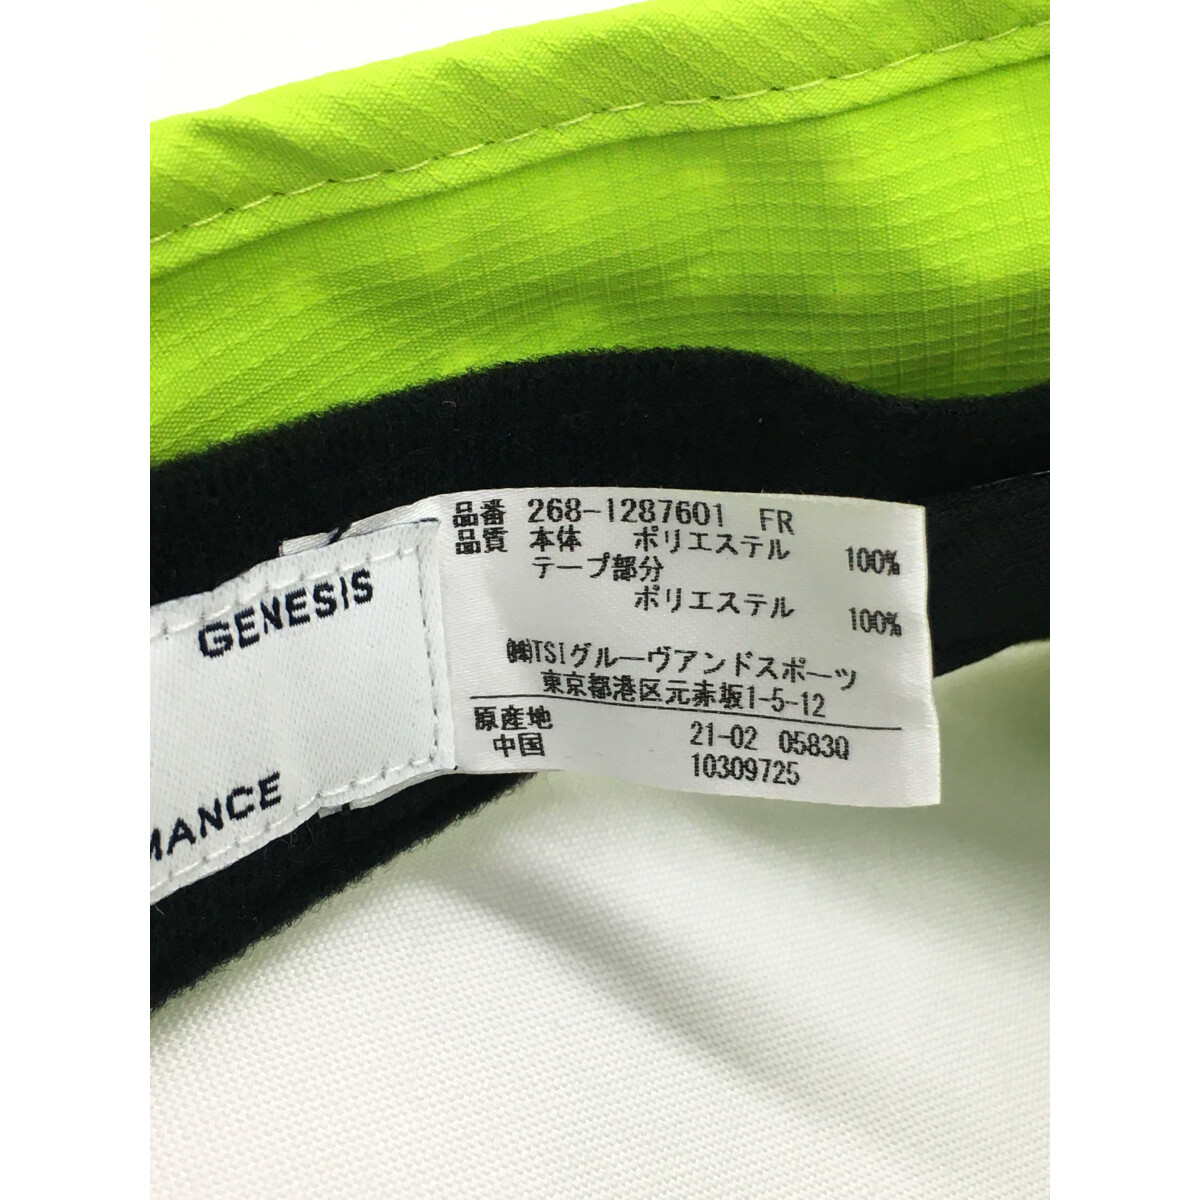 品番 268-1287601 FR
品質 本体 ポリエステル 100%
テープ部分
ポリエステル 100%
㈱TSIグルーヴアンドスポーツ
東京都港区元赤坂1-5-12
原産地
中国
21-02 0583Q
10309725
GENESIS